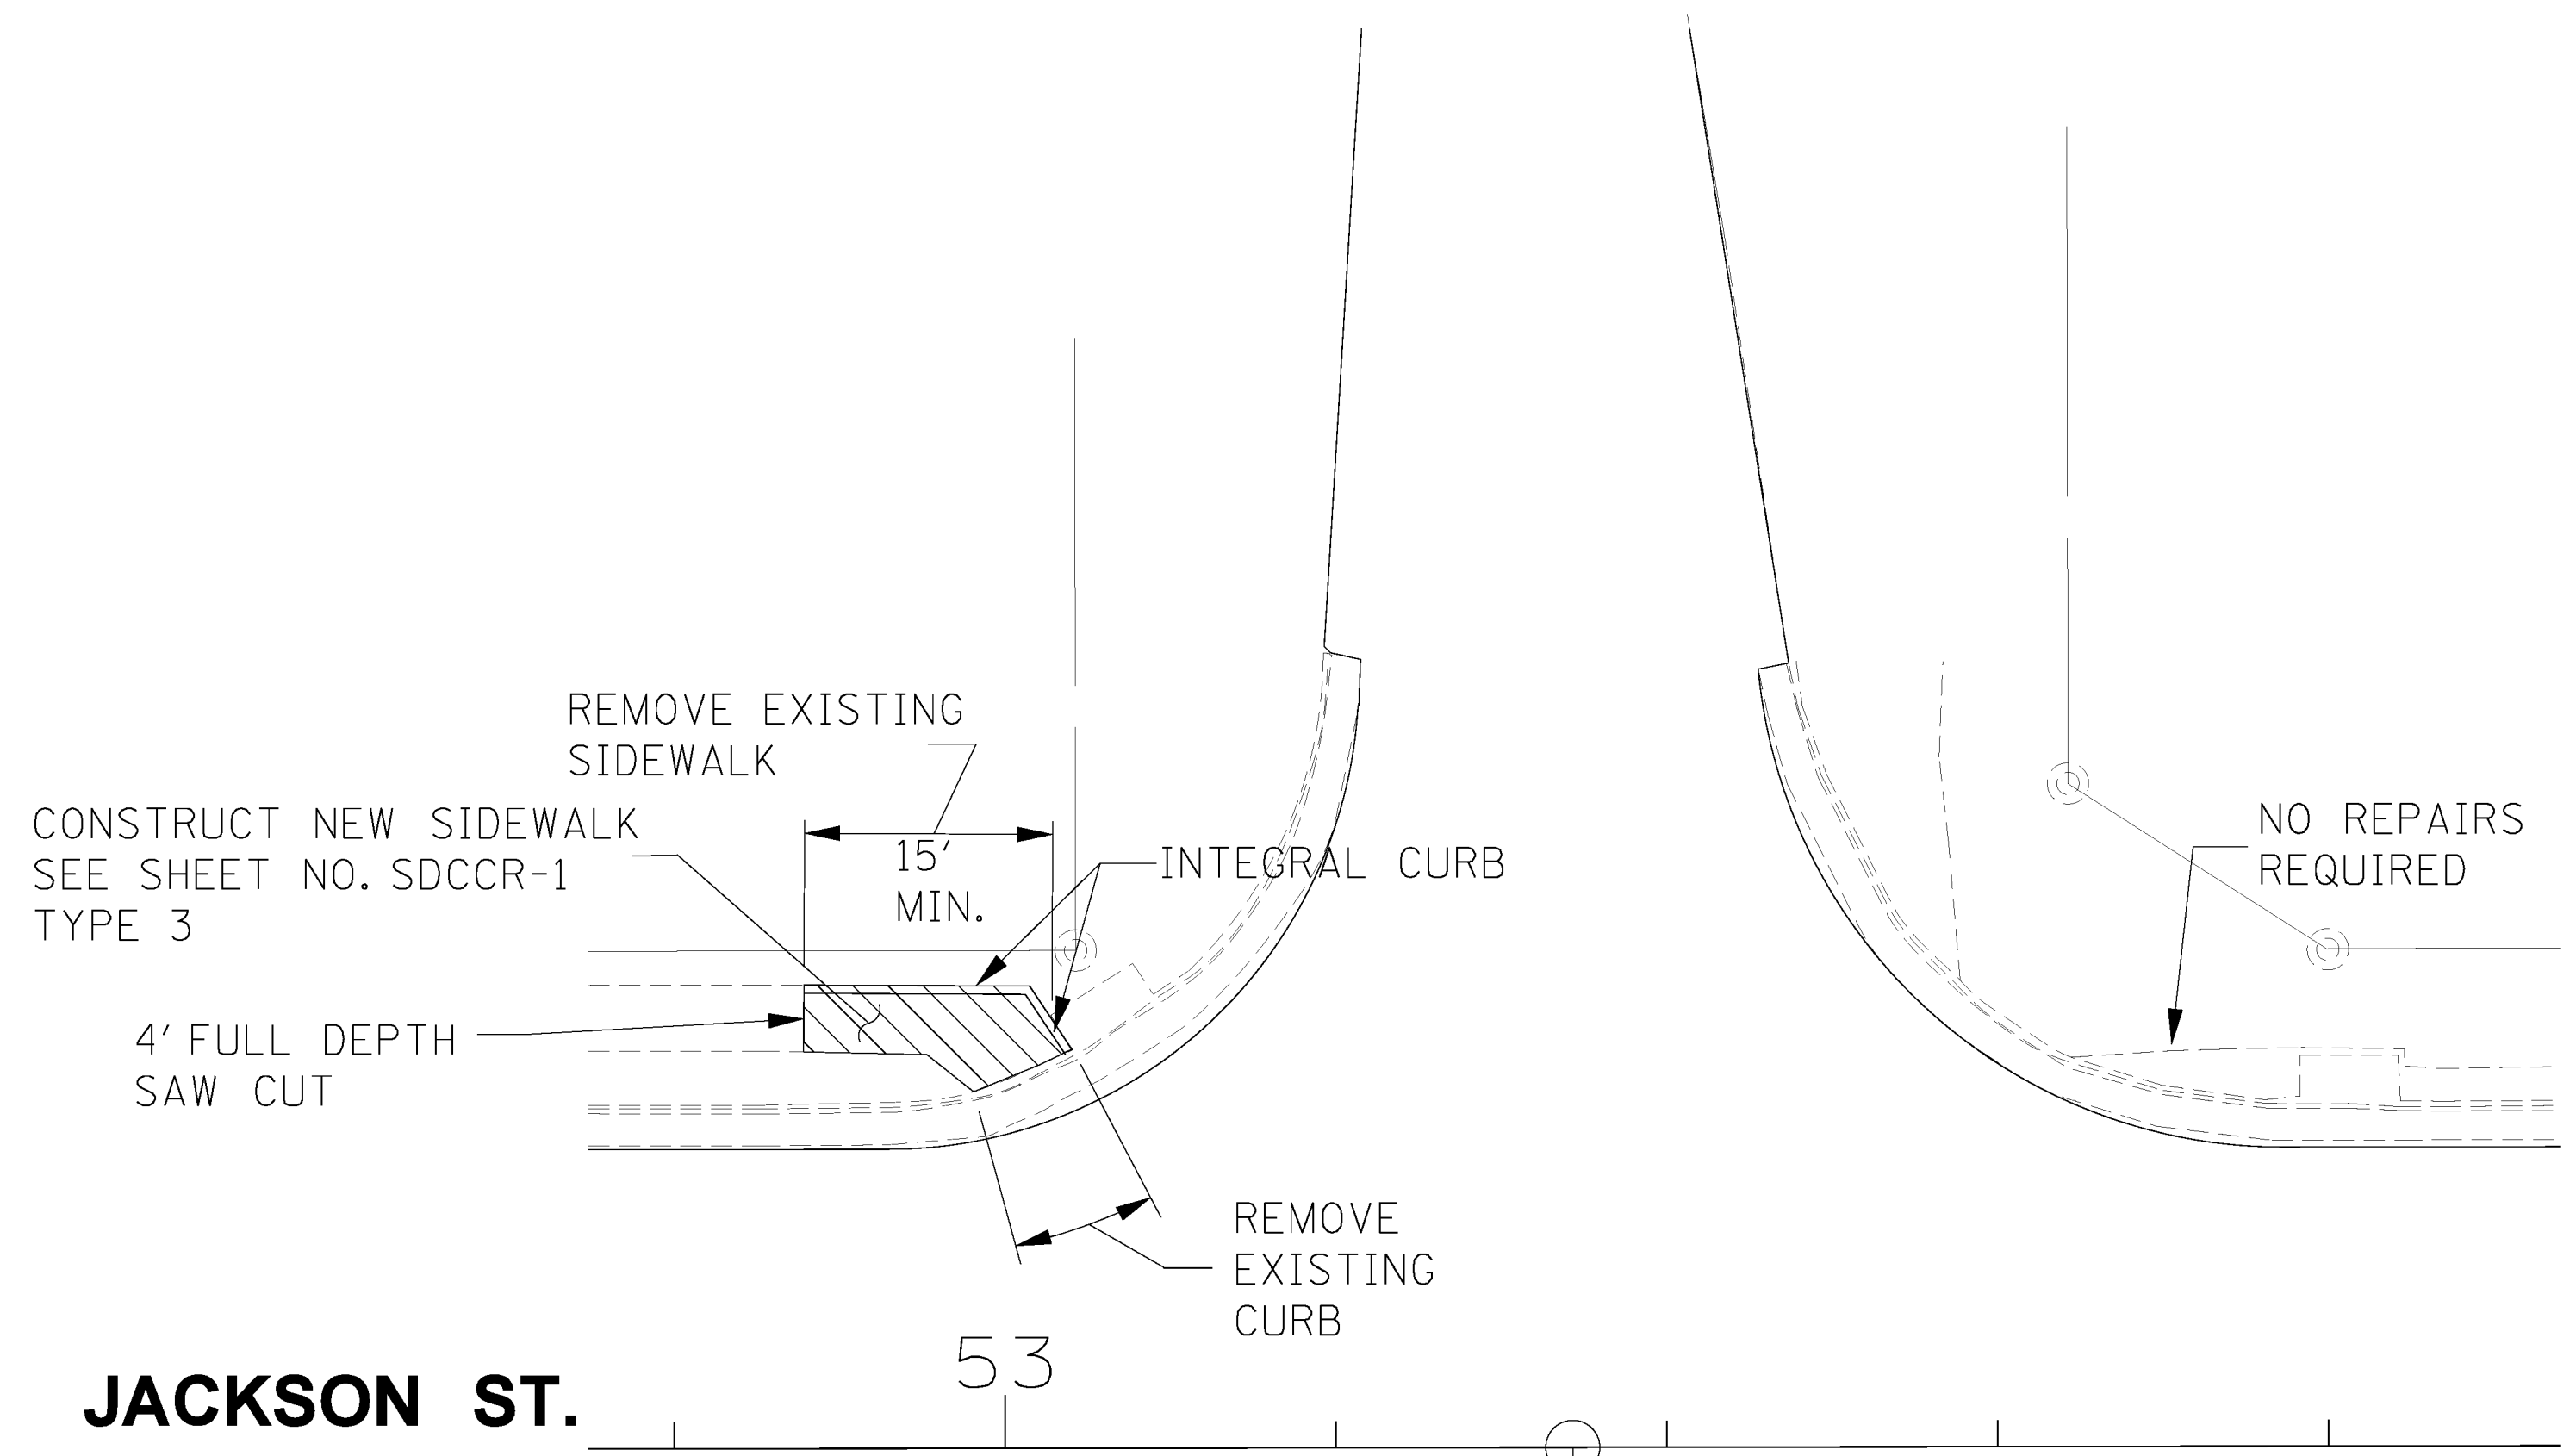 REMOVE EXISTING
SIDEWALK
CONSTRUCT NEW SIDEWALK
SEE SHEET NO. SDCCR-1
TYPE 3
15'
MIN.
INTEGRAL CURB
NO REPAIRS
REQUIRED
4' FULL DEPTH
SAW CUT
REMOVE
EXISTING
CURB
53
JACKSON ST.